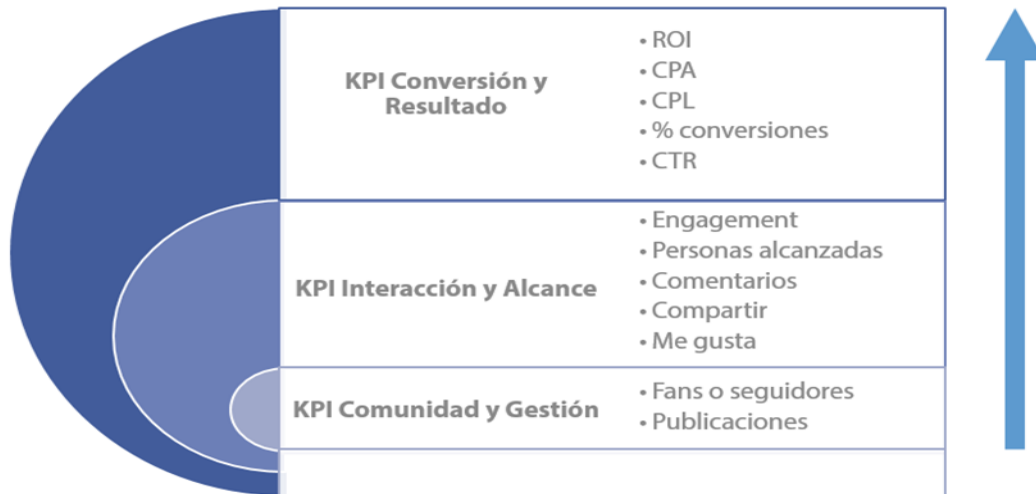 KPI Conversión y
Resultado
• ROI
• CPA
• CPL
• % conversiones
• CTR
KPI Interacción y Alcance
• Engagement
• Personas alcanzadas
• Comentarios
• Compartir
• Me gusta
KPI Comunidad y Gestión
• Fans o seguidores
• Publicaciones